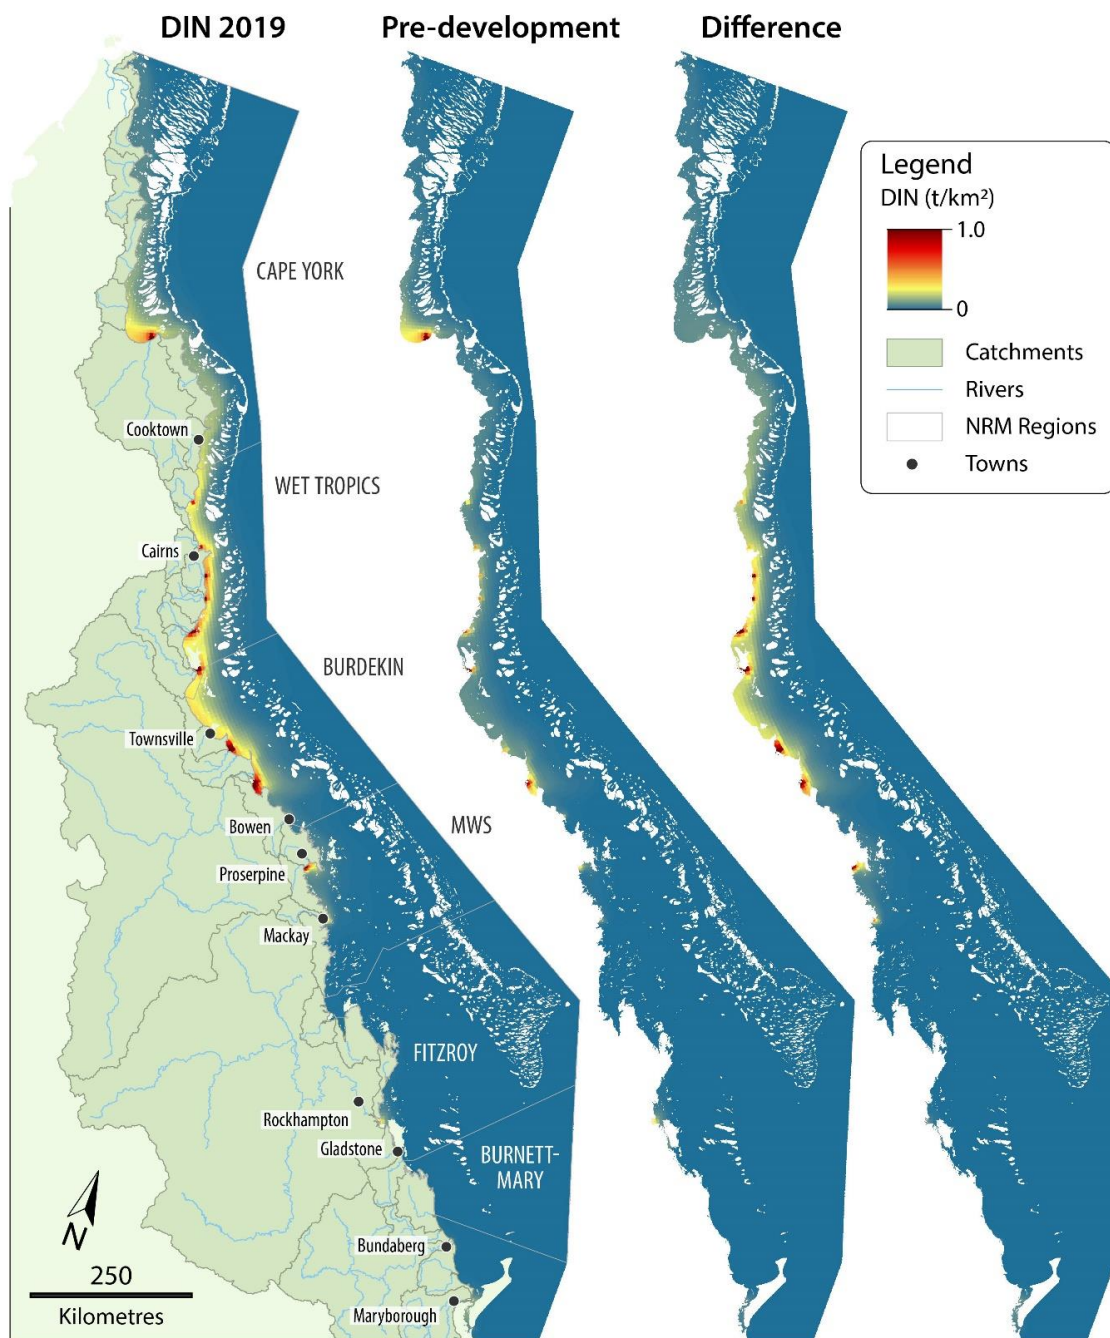 DIN 2019
Pre-development
Difference
Legend
DIN (t/km²)
1.0
0
Catchments
Rivers
NRM Regions
Towns
CAPE YORK
Cooktown
WET TROPICS
Cairns
BURDEKIN
Townsville
Bowen
MWS
Proserpine
Mackay
FITZROY
Rockhampton
Gladstone
BURNETT-
MARY
N
Bundaberg
250
Kilometres
Maryborough